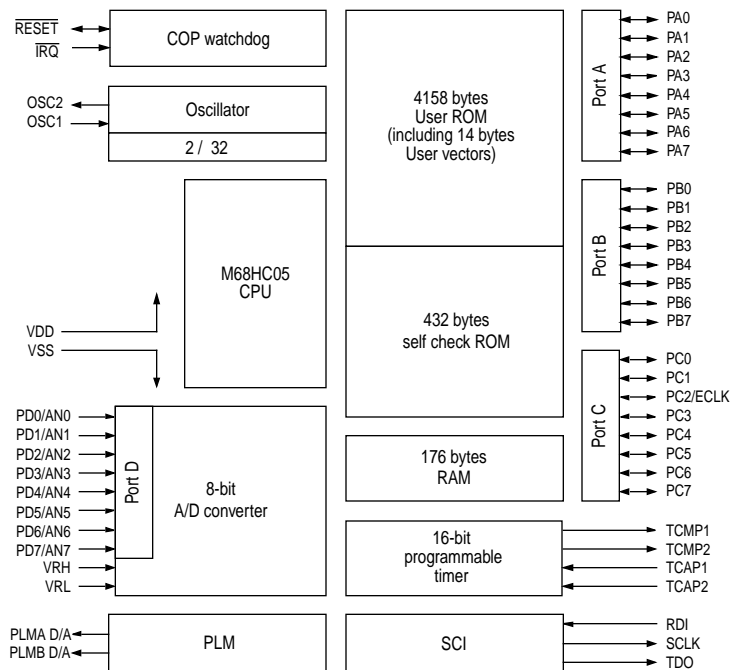 RESET
IRQ
COP watchdog
OSC2
OSC1
Oscillator
2 / 32
M68HC05
CPU
VDD
VSS
PD0/AN0
PD1/AN1
PD2/AN2
PD3/AN3
PD4/AN4
PD5/AN5
PD6/AN6
PD7/AN7
VRH
VRL
Port D
8-bit
A/D converter
PLMA D/A
PLMB D/A
PLM
4158 bytes
User ROM
(including 14 bytes
User vectors)
432 bytes
self check ROM
176 bytes
RAM
16-bit
programmable
timer
SCI
Port A
PA0
PA1
PA2
PA3
PA4
PA5
PA6
PA7
Port B
PB0
PB1
PB2
PB3
PB4
PB5
PB6
PB7
Port C
PC0
PC1
PC2/ECLK
PC3
PC4
PC5
PC6
PC7
TCMP1
TCMP2
TCAP1
TCAP2
RDI
SCLK
TDO